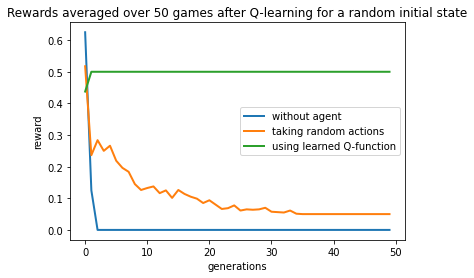 Rewards averaged over 50 games after Q-learning for a random initial state
0.6
0.5
0.4
0.3
0.2
0.1
0.0
reward
without agent
taking random actions
using learned Q-function
0 10 20 30 40 50
generations